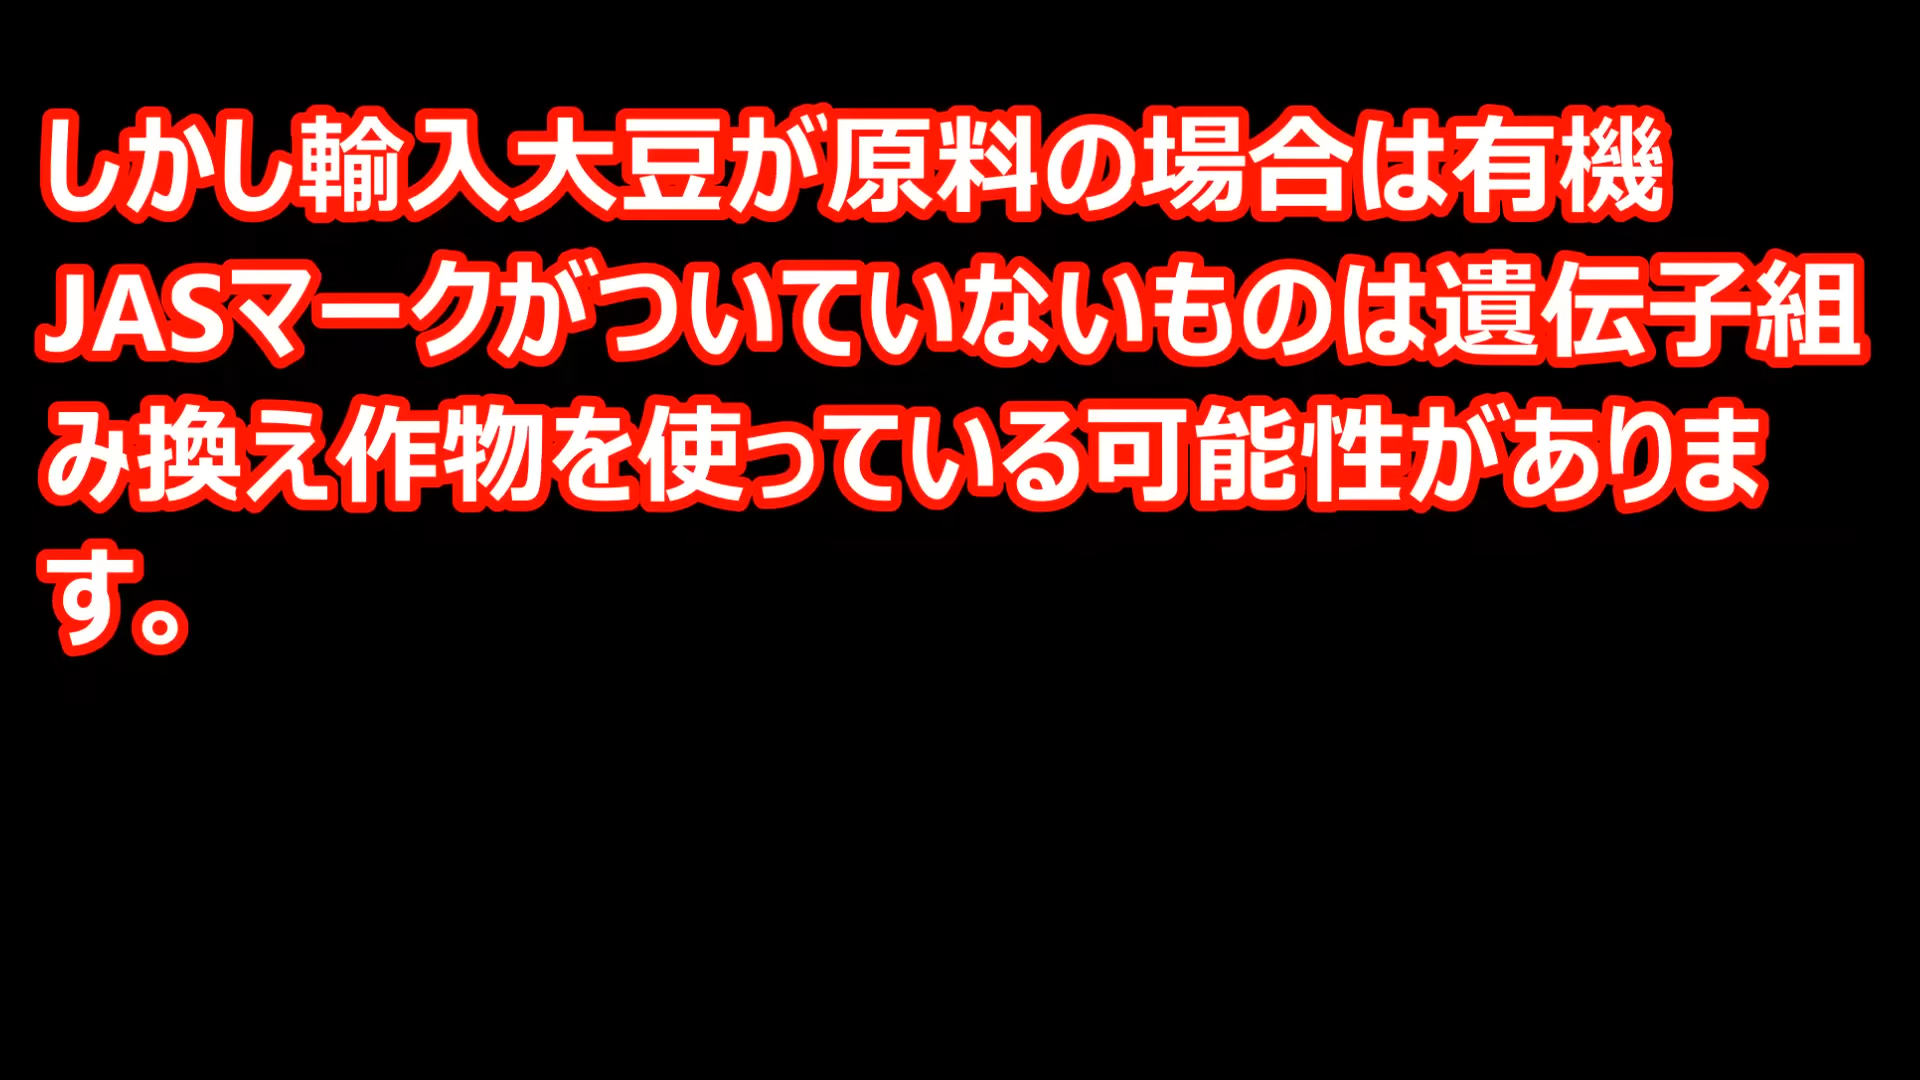 しかし輸入大豆が原料の場合は有機
JASマークがついていないものは遺伝子組
み換え作物を使っている可能性がありま
す。